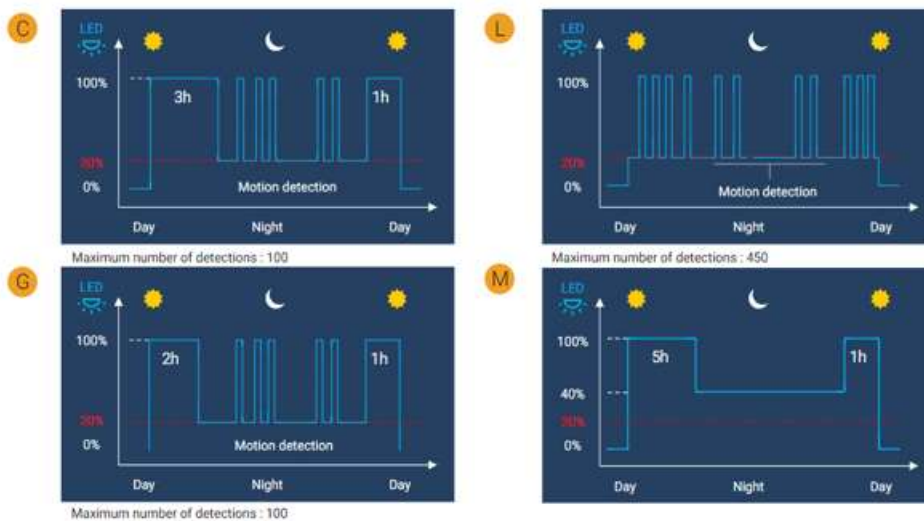 C
LED
100%
3h
1h
20%
0%
Motion detection
Day
Night
Day
Maximum number of detections : 100
L
LED
100%
20%
0%
Motion detection
Day
Night
Day
Maximum number of detections : 450
G
LED
100%
2h
1h
20%
0%
Motion detection
Day
Night
Day
Maximum number of detections : 100
M
LED
100%
5h
1h
40%
20%
0%
Day
Night
Day